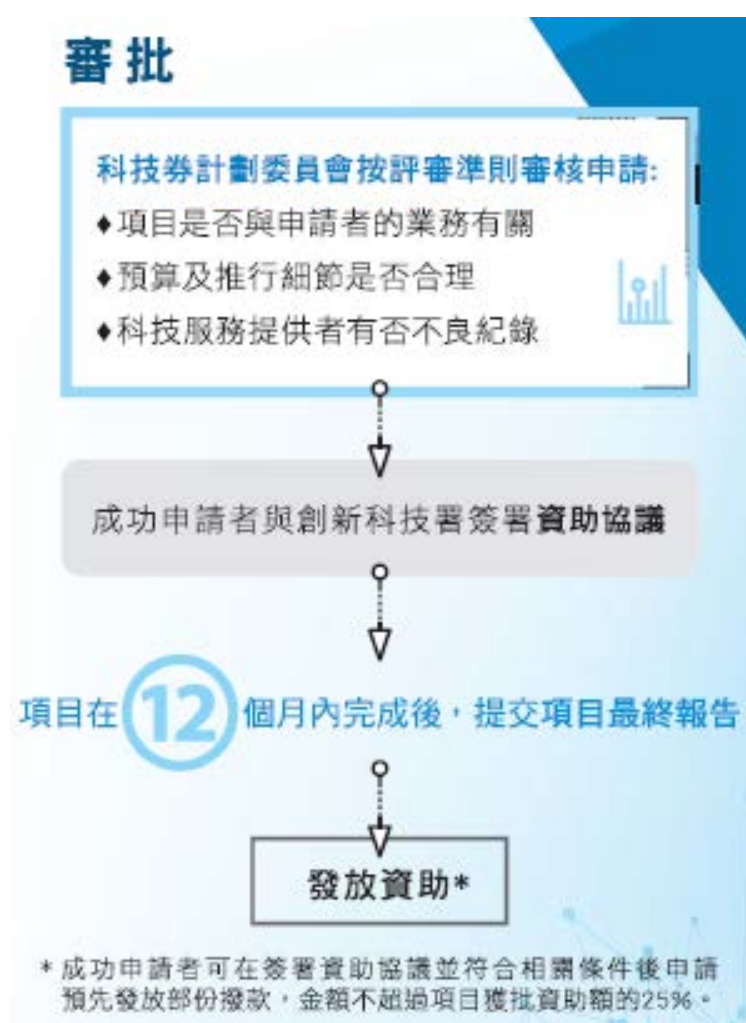 審批
科技券計劃委員會按評審準則審核申請:
♦項目是否與申請者的業務有關
♦預算及推行細節是否合理
♦科技服務提供者有否不良紀錄
成功申請者與創新科技署簽署資助協議
項目在12個月內完成後，提交項目最終報告
發放資助*
*成功申請者可在簽署資助協議並符合相關條件後申請
預先發放部份撥款，金額不超過項目獲批資助額的25%。